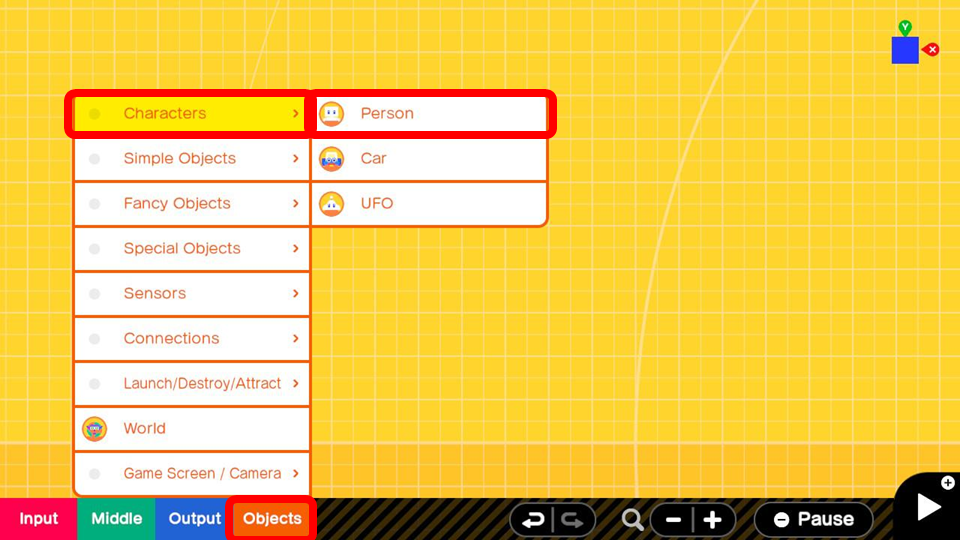 Y
X
Characters > Person
Simple Objects > Car
Fancy Objects > UFO
Special Objects >
Sensors >
Connections >
Launch/Destroy/Attract >
World
Game Screen / Camera >
Input Middle Output Objects Pause